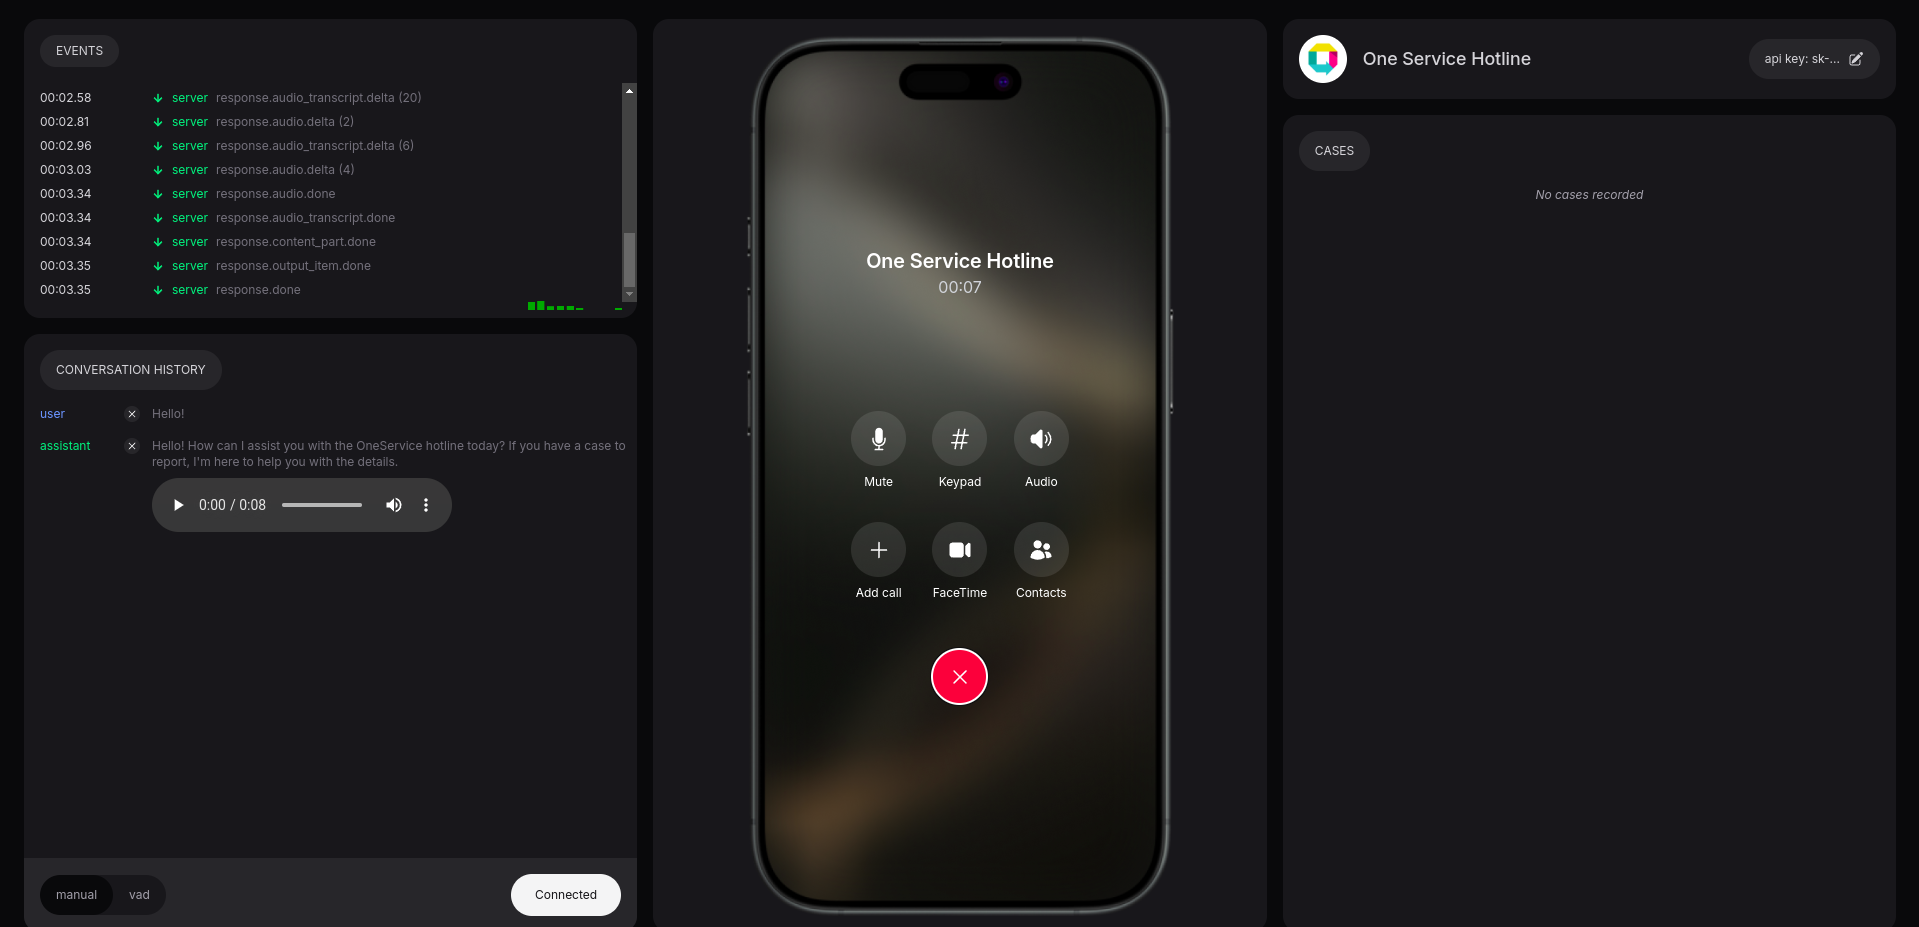 EVENTS
00:02.58 server response.audio_transcript.delta (20)
00:02.81 server response.audio.delta (2)
00:02.96 server response.audio_transcript.delta (6)
00:03.03 server response.audio.delta (4)
00:03.34 server response.audio.done
00:03.34 server response.audio_transcript.done
00:03.34 server response.content_part.done
00:03.35 server response.output_item.done
00:03.35 server response.done
CONVERSATION HISTORY
user Hello!
assistant Hello! How can I assist you with the OneService hotline today? If you have a case to
report, I'm here to help you with the details.
0:00 / 0:08
manual vad
Connected
One Service Hotline
00:07
Mute Keypad Audio
Add call FaceTime Contacts
One Service Hotline
api key: sk-...
CASES
No cases recorded